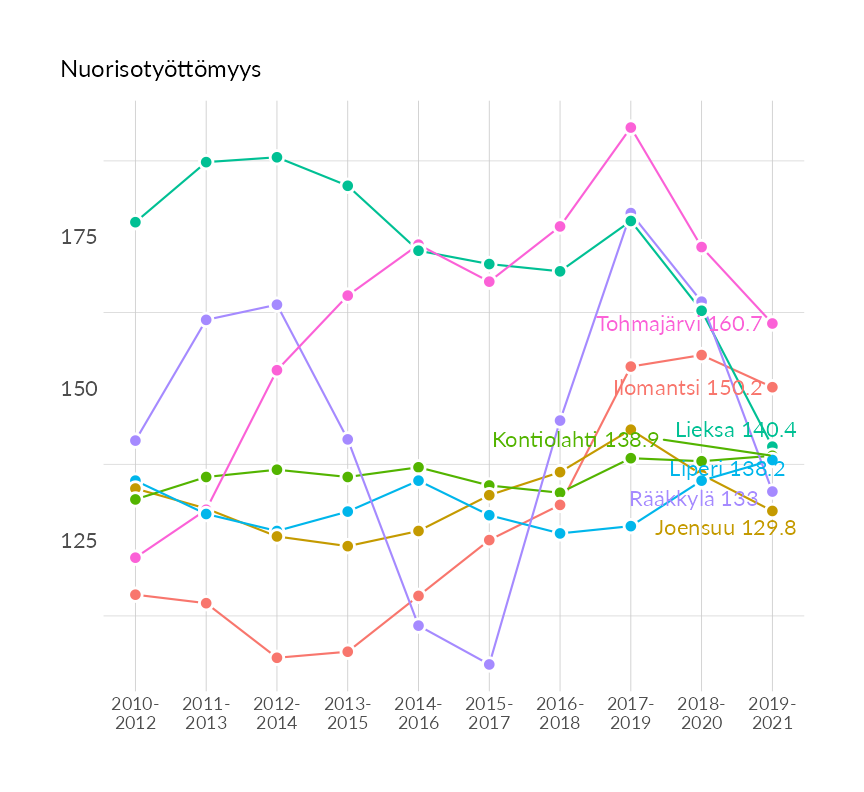 Nuorisotyöttömyys
175
150
125
Tohmajärvi 160.7
Ilomantsi 150.2
Lieksa 140.4
Kontiolahti 138.9
Liperi 138.2
Rääkkylä 133
Joensuu 129.8
2010- 2011- 2012- 2013- 2014- 2015- 2016- 2017- 2018- 2019-
2012 2013 2014 2015 2016 2017 2018 2019 2020 2021